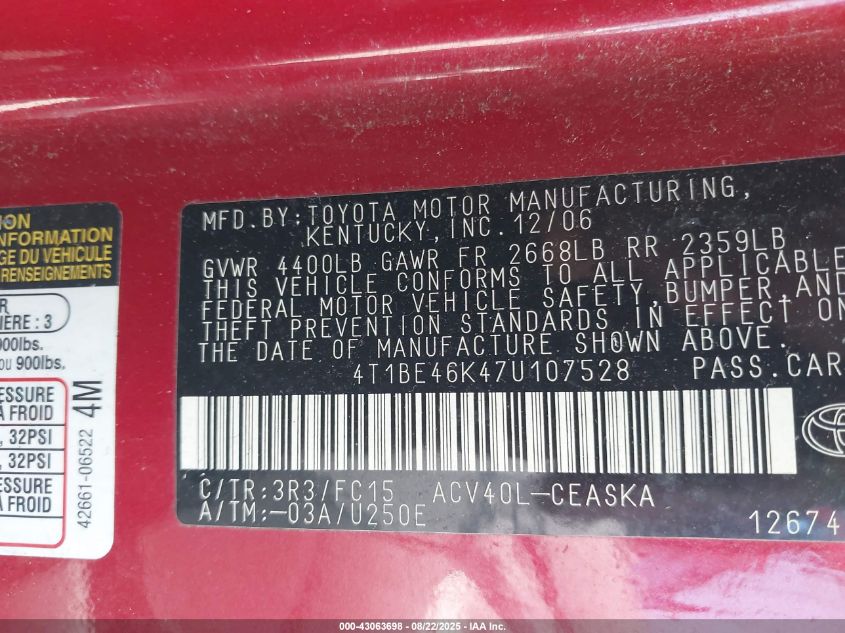 ION
INFORMATION
GE DU VÉHICULE
RENSEIGNEMENTS
R
IÈRE : 3
900lbs.
ou 900lbs.
RESSURE
À FROID
, 32PSI
, 32PSI
ESSURE
À FROID
42661-06522 4M
MFD.BY:TOYOTA MOTOR MANUFACTURING,
KENTUCKY,INC.12/06
GVWR 4400LB GAWR FR 2668LB RR 2359LB
THIS VEHICLE CONFORMS TO ALL APPLICABLE
FEDERAL MOTOR VEHICLE SAFETY,BUMPER,AND
THEFT PREVENTION STANDARDS IN EFFECT ON
THE DATE OF MANUFACTURE SHOWN ABOVE.
4T1BE46K47U107528 PASS.CAR
C/TR:3R3/FC15 ACV40L-CEASKA
A/TM:-03A/U250E
12674
000-43063698 - 08/22/2025 - IAA Inc.